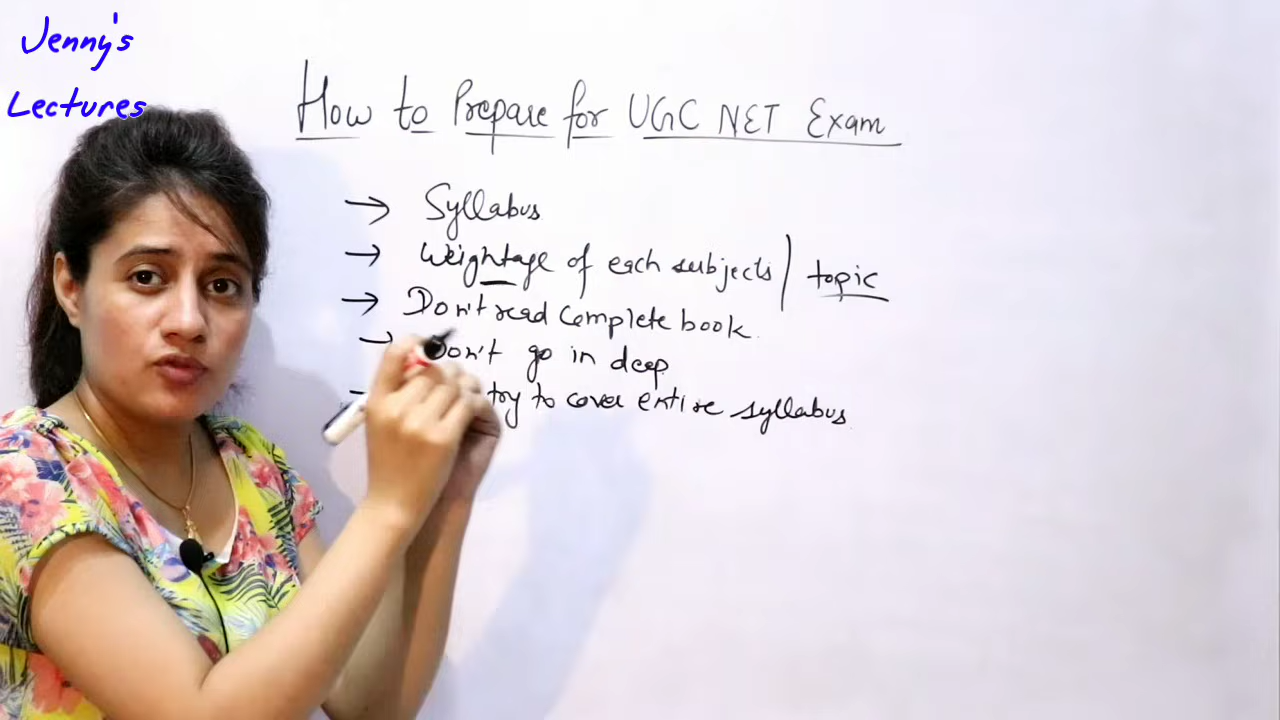 Jenny's
Lectures
How to Prepare for UGC NET Exam
→ Syllabus
→ Weightage of each subjects / topic
→ Don't read Complete book.
→ Don't go in deep
try to cover entire syllabus.